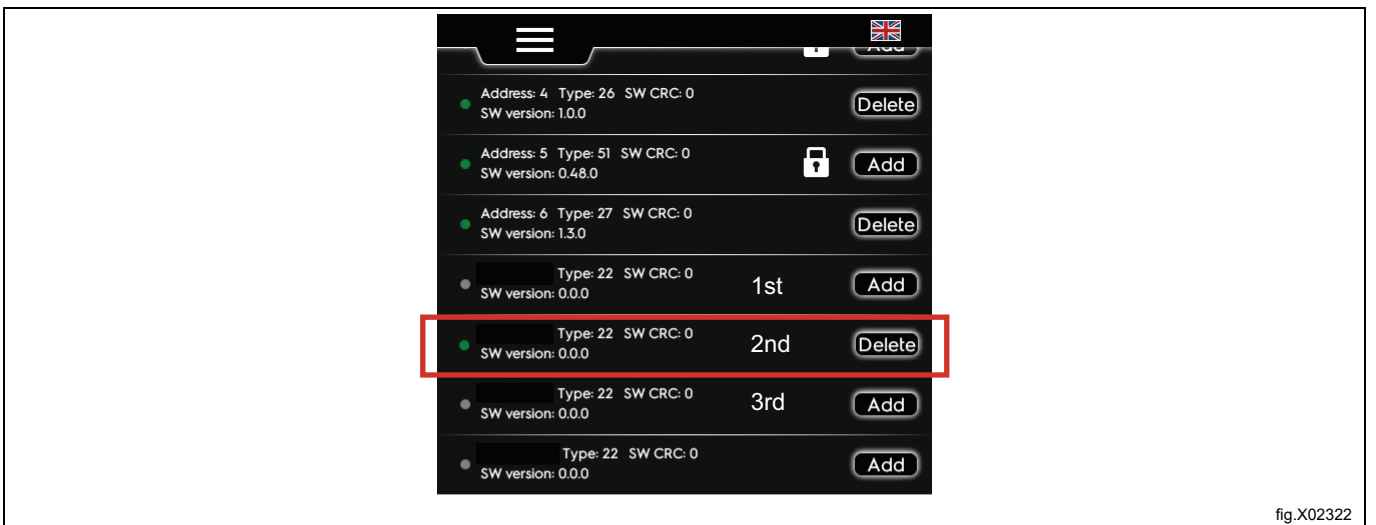 Add
Address: 4 Type: 26 SW CRC: 0
SW version: 1.0.0
Delete
Address: 5 Type: 51 SW CRC: 0
SW version: 0.48.0
Add
Address: 6 Type: 27 SW CRC: 0
SW version: 1.3.0
Delete
Type: 22 SW CRC: 0
SW version: 0.0.0
1st
Add
Type: 22 SW CRC: 0
SW version: 0.0.0
2nd
Delete
Type: 22 SW CRC: 0
SW version: 0.0.0
3rd
Add
Type: 22 SW CRC: 0
SW version: 0.0.0
Add
fig.X02322